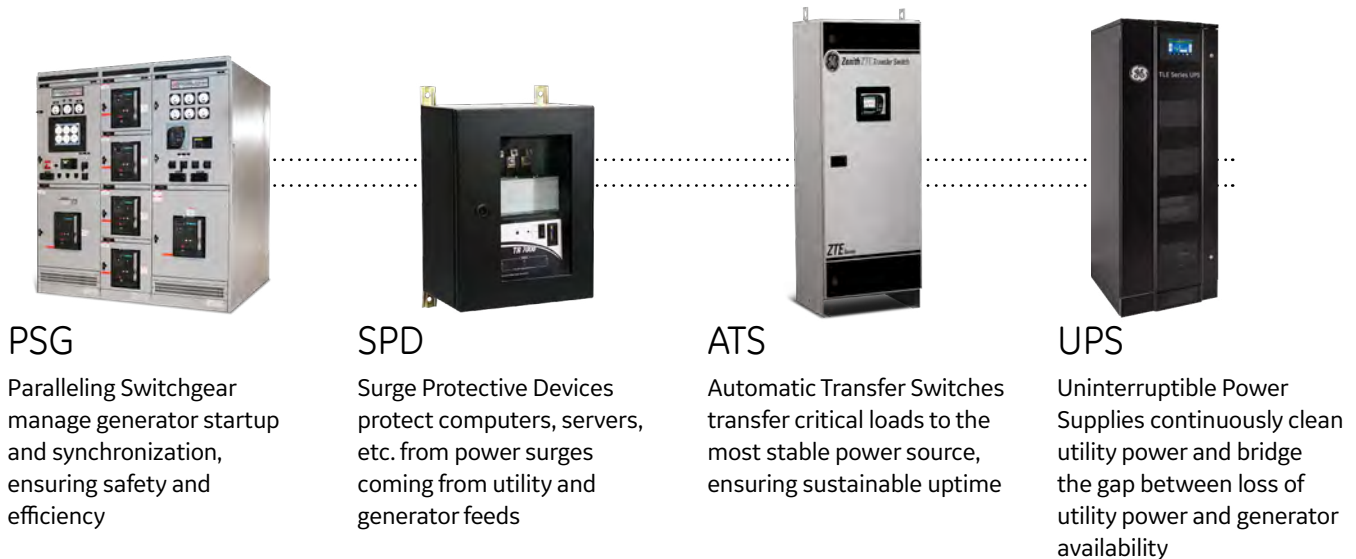 Zenith ZTE Transfer Switch
TLE Series UPS
ZTE
PSG
Paralleling Switchgear
manage generator startup
and synchronization,
ensuring safety and
efficiency
SPD
Surge Protective Devices
protect computers, servers,
etc. from power surges
coming from utility and
generator feeds
ATS
Automatic Transfer Switches
transfer critical loads to the
most stable power source,
ensuring sustainable uptime
UPS
Uninterruptible Power
Supplies continuously clean
utility power and bridge
the gap between loss of
utility power and generator
availability